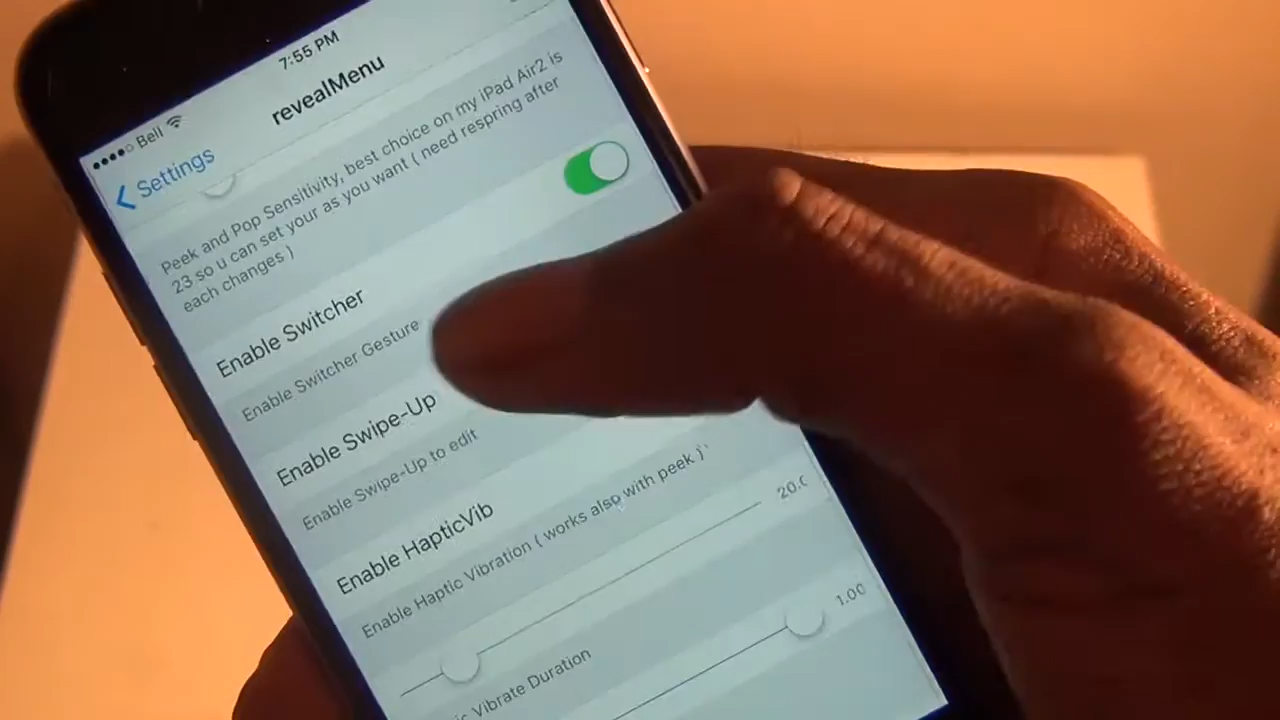 7:55 PM
Bell
Settings
revealMenu
Peek and Pop Sensitivity, best choice on my iPad Air2 is
23 so u can set your as you want ( need respring after
each changes )
Enable Switcher
Enable Switcher Gesture
Enable Swipe-Up
Enable Swipe-Up to edit
Enable HapticVib
Enable Haptic Vibration ( works also with peek )`
20.0
Vibrate Duration
1.00